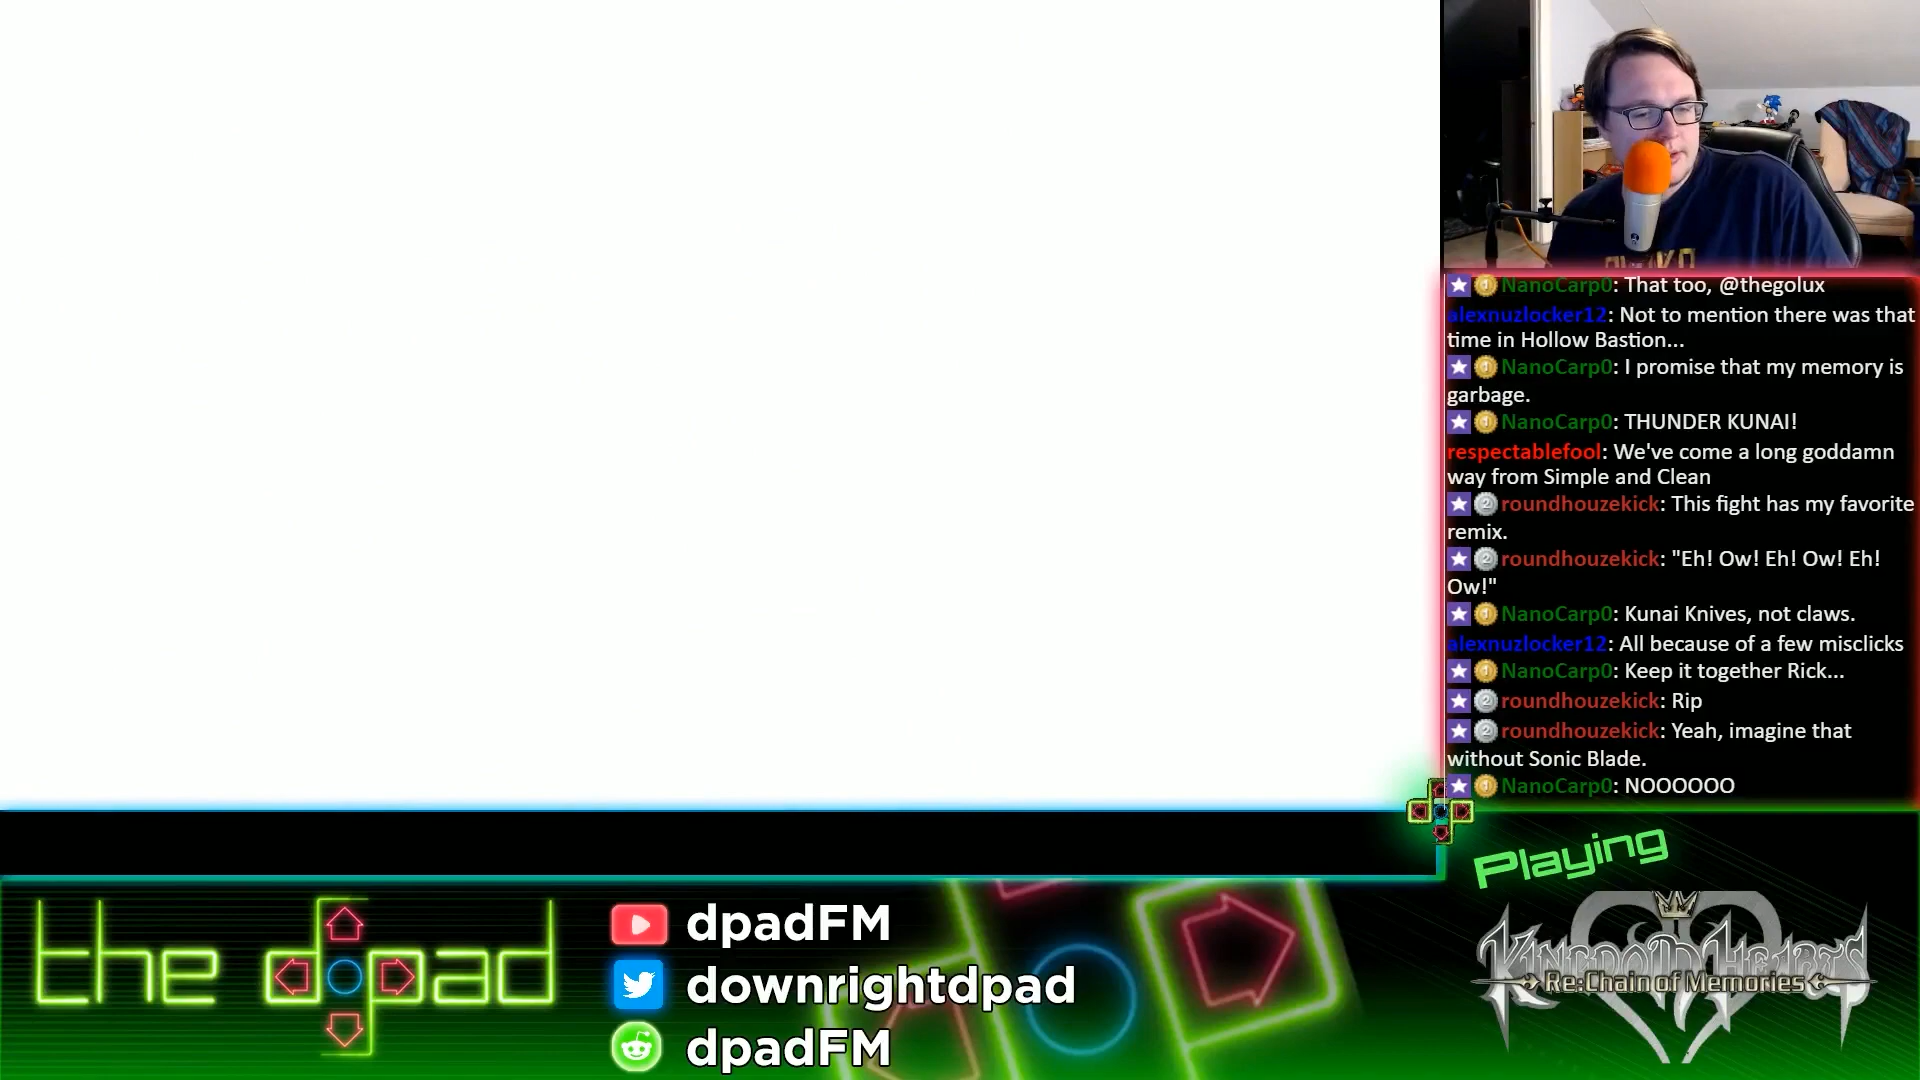 NanoCarp0: That too, @thegolux
alexnuzlocker12: Not to mention there was that
time in Hollow Bastion...
NanoCarp0: I promise that my memory is
garbage.
NanoCarp0: THUNDER KUNAI!
respectablefool: We've come a long goddamn
way from Simple and Clean
roundhouzekick: This fight has my favorite
remix.
roundhouzekick: "Eh! Ow! Eh! Ow! Eh!
Ow!"
NanoCarp0: Kunai Knives, not claws.
alexnuzlocker12: All because of a few misclicks
NanoCarp0: Keep it together Rick...
roundhouzekick: Rip
roundhouzekick: Yeah, imagine that
without Sonic Blade.
NanoCarp0: NOOOOOO
Playing
KINGDOM HEARTS
Re:Chain of Memories
the dpad
dpadFM
downrightdpad
dpadFM